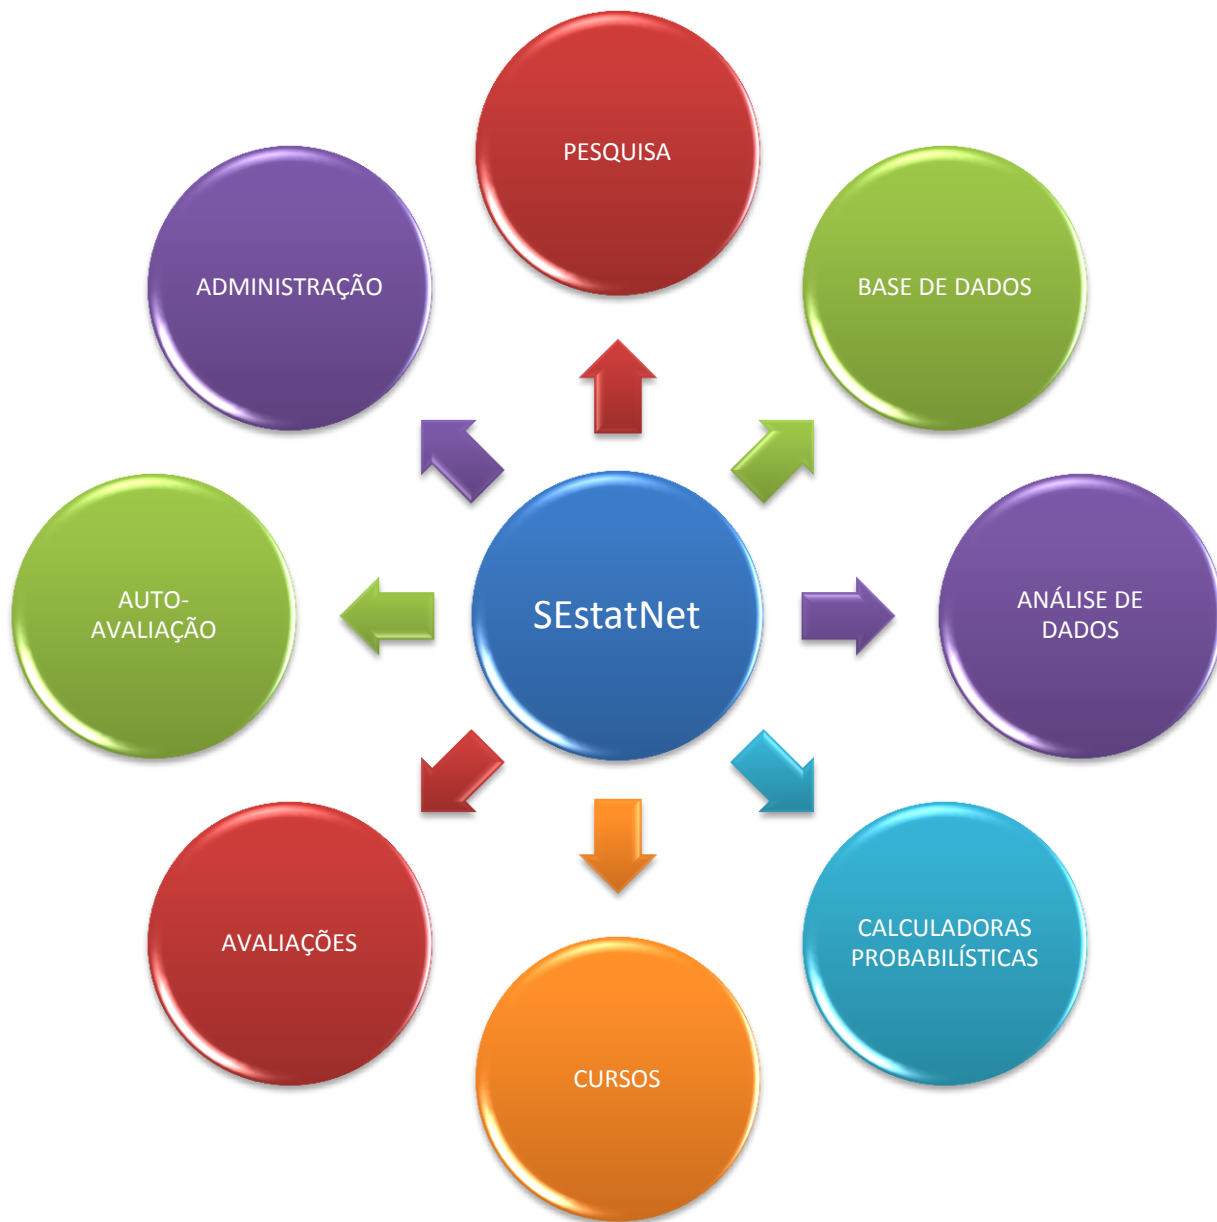 PESQUISA
ADMINISTRAÇÃO
BASE DE DADOS
AUTO-
AVALIAÇÃO
SEstatNet
ANÁLISE DE
DADOS
AVALIAÇÕES
CALCULADORAS
PROBABILÍSTICAS
CURSOS